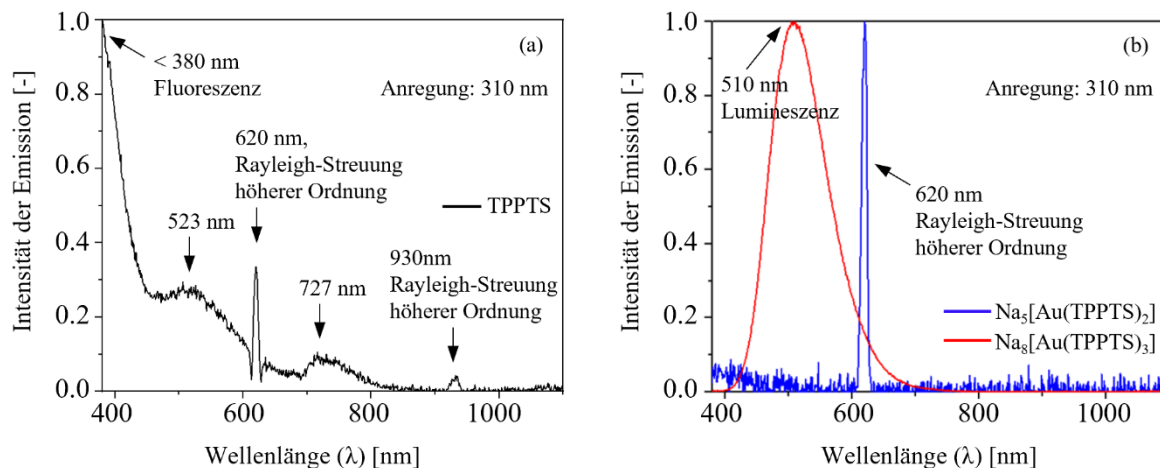 Intensität der Emission [-]
1.0
0.8
0.6
0.4
0.2
0.0
400
600
800
1000
Wellenlänge (λ) [nm]
(a)
< 380 nm
Fluoreszenz
Anregung: 310 nm
620 nm,
Rayleigh-Streuung
höherer Ordnung
TPPTS
523 nm
727 nm
930nm
Rayleigh-Streuung
höherer Ordnung
Intensität der Emission [-]
1.0
0.8
0.6
0.4
0.2
0.0
400
600
800
1000
Wellenlänge (λ) [nm]
(b)
510 nm
Lumineszenz
Anregung: 310 nm
620 nm
Rayleigh-Streuung
höherer Ordnung
Na₅[Au(TPPTS)₂]
Na₈[Au(TPPTS)₃]